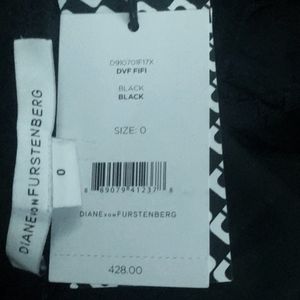 D910701F17X
DVF FIFI
BLACK
BLACK
SIZE: 0
8 89079 41237 8
DIANE VON FURSTENBERG
428.00
DIANE VON FURSTENBERG
0